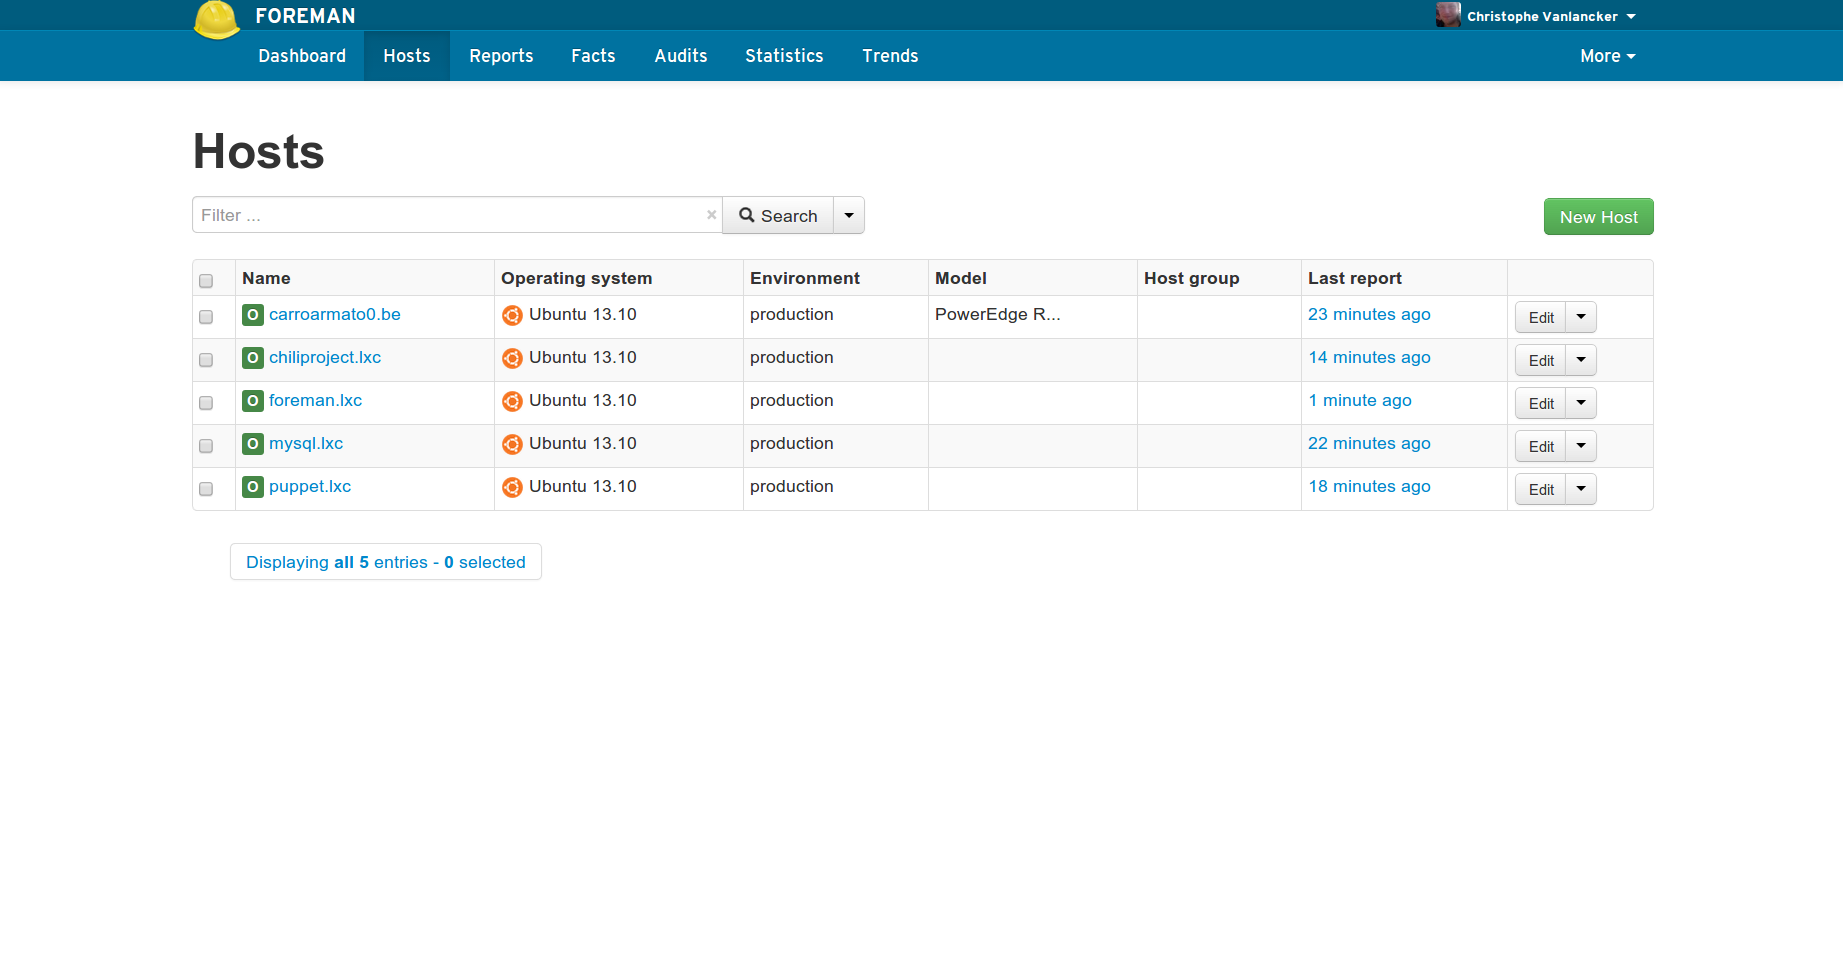 FOREMAN
Christophe Vanlancker
Dashboard Hosts Reports Facts Audits Statistics Trends More
Hosts
Filter ... × Search New Host
Name Operating system Environment Model Host group Last report
O carroarmato0.be Ubuntu 13.10 production PowerEdge R... 23 minutes ago Edit
O chiliproject.lxc Ubuntu 13.10 production 14 minutes ago Edit
O foreman.lxc Ubuntu 13.10 production 1 minute ago Edit
O mysql.lxc Ubuntu 13.10 production 22 minutes ago Edit
O puppet.lxc Ubuntu 13.10 production 18 minutes ago Edit
Displaying all 5 entries - 0 selected